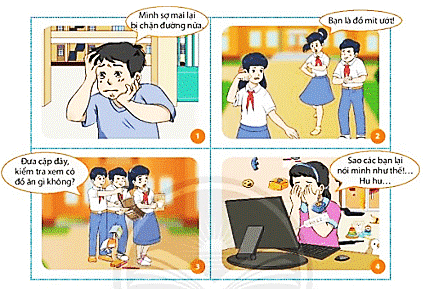 Mình sợ mai lại
bị chặn đường nữa.
1
Bạn là đồ mít ướt!
2
Đưa cặp đây,
kiểm tra xem có
đồ ăn gì không?
3
Sao các bạn lại
nói mình như thế!...
Hu hu...
4